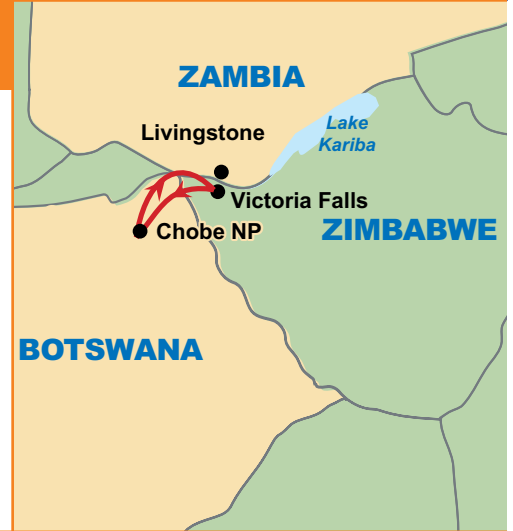 ZAMBIA
Livingstone
Lake
Kariba
Victoria Falls
Chobe NP
ZIMBABWE
BOTSWANA